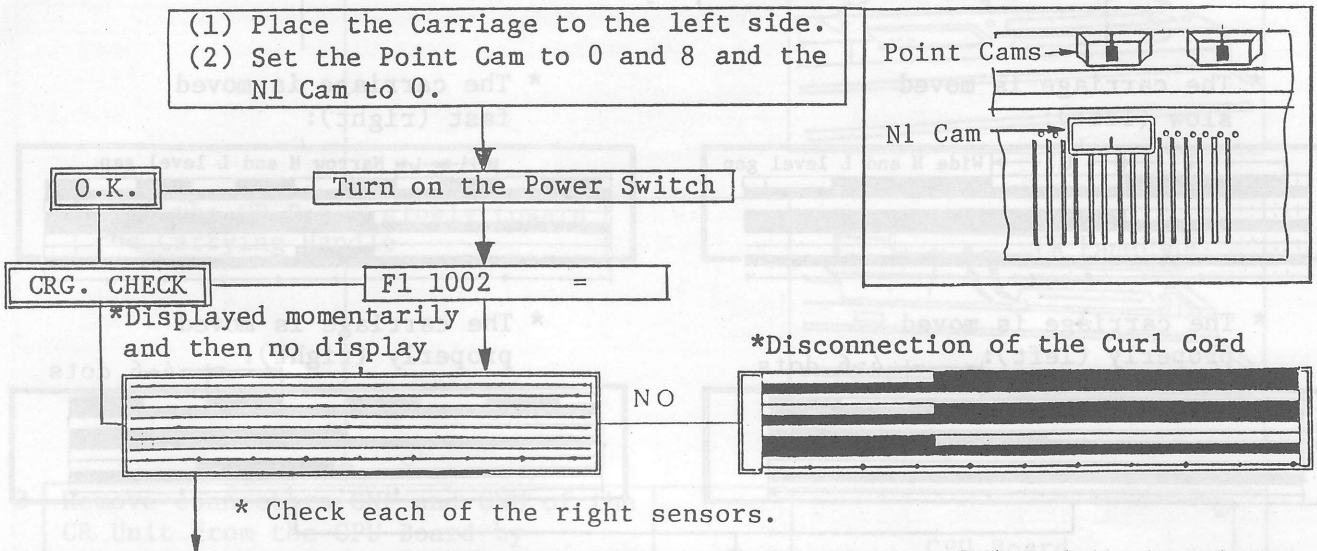 (1) Place the Carriage to the left side.
(2) Set the Point Cam to 0 and 8 and the
N1 Cam to 0.
Point Cams
N1 Cam
O.K.
Turn on the Power Switch
CRG. CHECK
F1 1002 =
*Displayed momentarily
and then no display
*Disconnection of the Curl Cord
NO
* Check each of the right sensors.